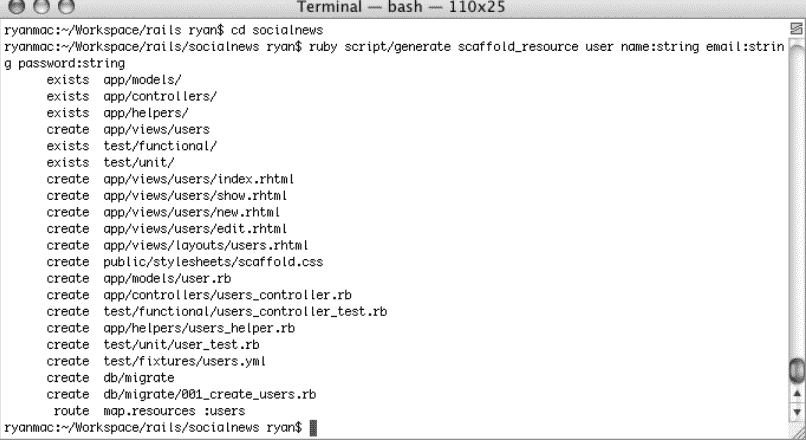 Terminal — bash — 110x25
ryanmac:~/Workspace/rails ryan$ cd socialnews
ryanmac:~/Workspace/rails/socialnews ryan$ ruby script/generate scaffold_resource user name:string email:strin
g password:string
exists app/models/
exists app/controllers/
exists app/helpers/
create app/views/users
exists test/functional/
exists test/unit/
create app/views/users/index.rhtml
create app/views/users/show.rhtml
create app/views/users/new.rhtml
create app/views/users/edit.rhtml
create app/views/layouts/users.rhtml
create public/stylesheets/scaffold.css
create app/models/user.rb
create app/controllers/users_controller.rb
create test/functional/users_controller_test.rb
create app/helpers/users_helper.rb
create test/unit/user_test.rb
create test/fixtures/users.yml
create db/migrate
create db/migrate/001_create_users.rb
route map.resources :users
ryanmac:~/Workspace/rails/socialnews ryan$